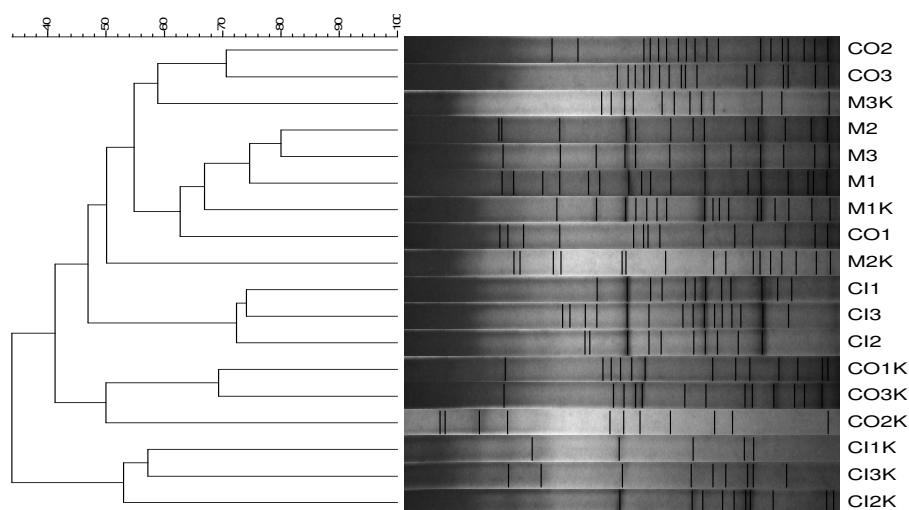 40 50 60 70 80 90 100
CO2
CO3
M3K
M2
M3
M1
M1K
CO1
M2K
CI1
CI3
CI2
CO1K
CO3K
CO2K
CI1K
CI3K
CI2K